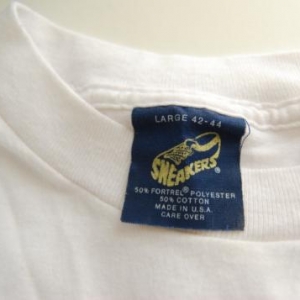 LARGE 42-44
SNEAKERS®
50% FORTREL® POLYESTER
50% COTTON
MADE IN U.S.A.
CARE OVER